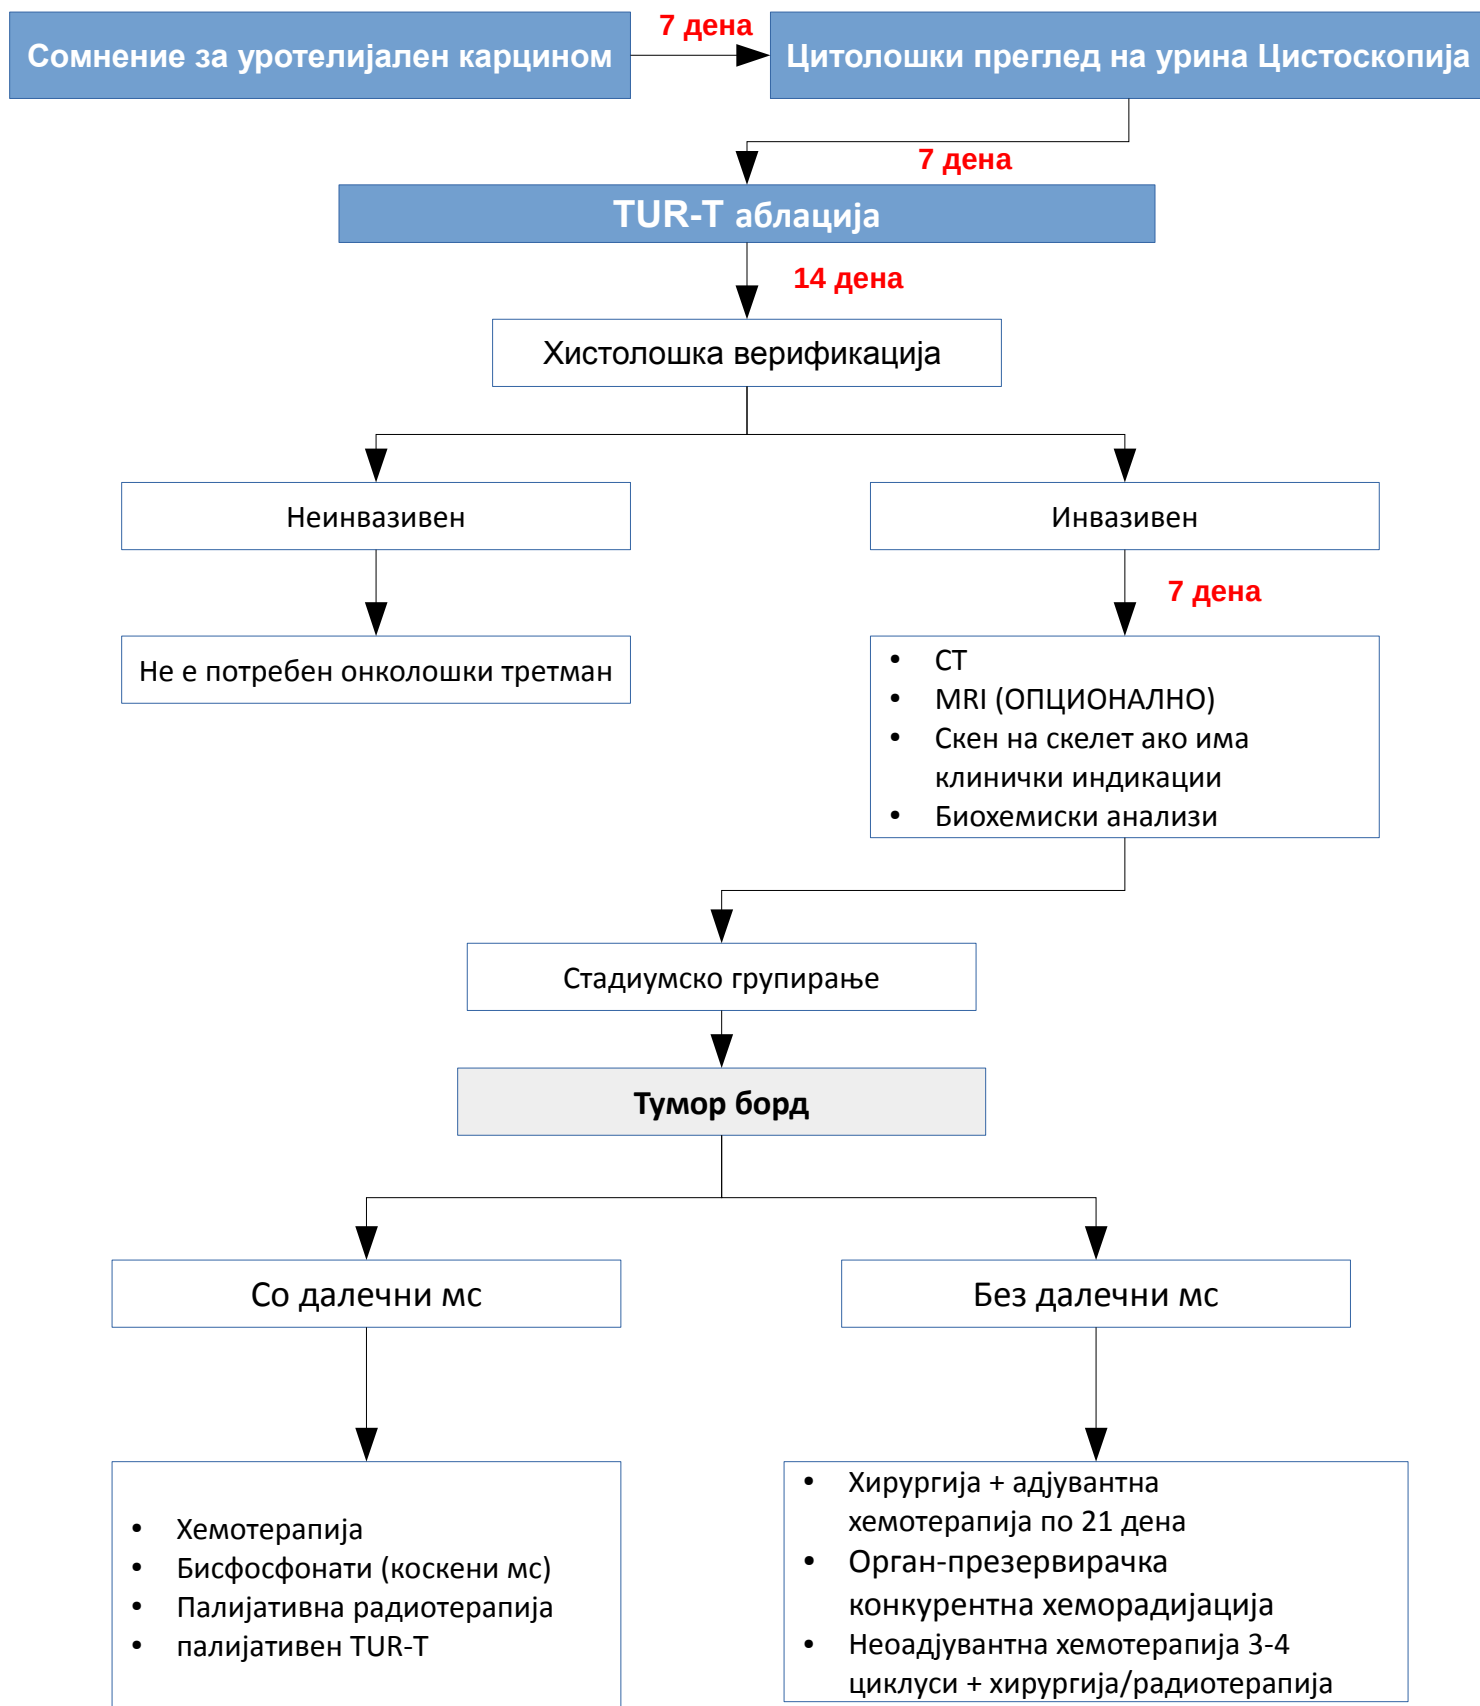 7 дена
Сомнение за уротелијален карцином
Цитолошки преглед на урина Цистоскопија
7 дена
TUR-T аблација
14 дена
Хистолошка верификација
Неинвазивен
Инвазивен
7 дена
Не е потребен онколошки третман
• СТ
• MRI (ОПЦИОНАЛНО)
• Скен на скелет ако има
клинички индикации
• Биохемиски анализи
Стадиумско групирање
Тумор борд
Со далечни мс
Без далечни мс
• Хемотерапија
• Бисфосфонати (коскени мс)
• Палијативна радиотерапија
• палијативен TUR-T
• Хирургија + адјувантна
хемотерапија по 21 дена
• Орган-презервирачка
конкурентна хеморадијација
• Неоадјувантна хемотерапија 3-4
циклуси + хирургија/радиотерапија